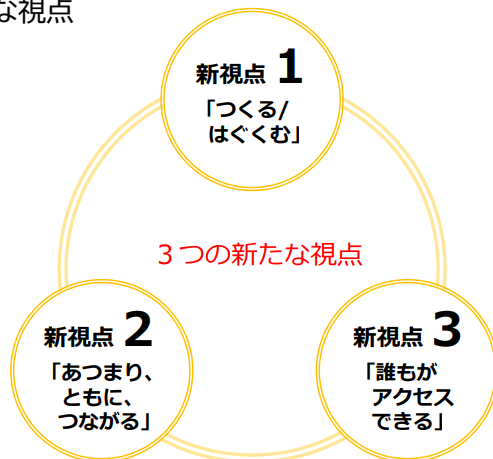 な視点
新視点 1
「つくる/
はぐくむ」
３つの新たな視点
新視点 2
「あつまり、
ともに、
つながる」
新視点 3
「誰もが
アクセス
できる」